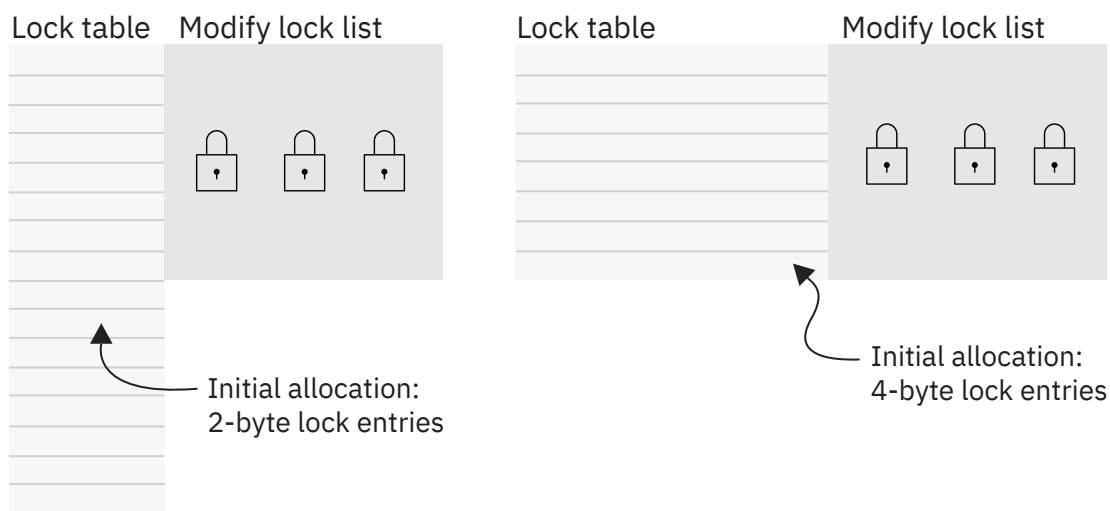 Lock table
Modify lock list
Initial allocation:
2-byte lock entries
Lock table
Modify lock list
Initial allocation:
4-byte lock entries